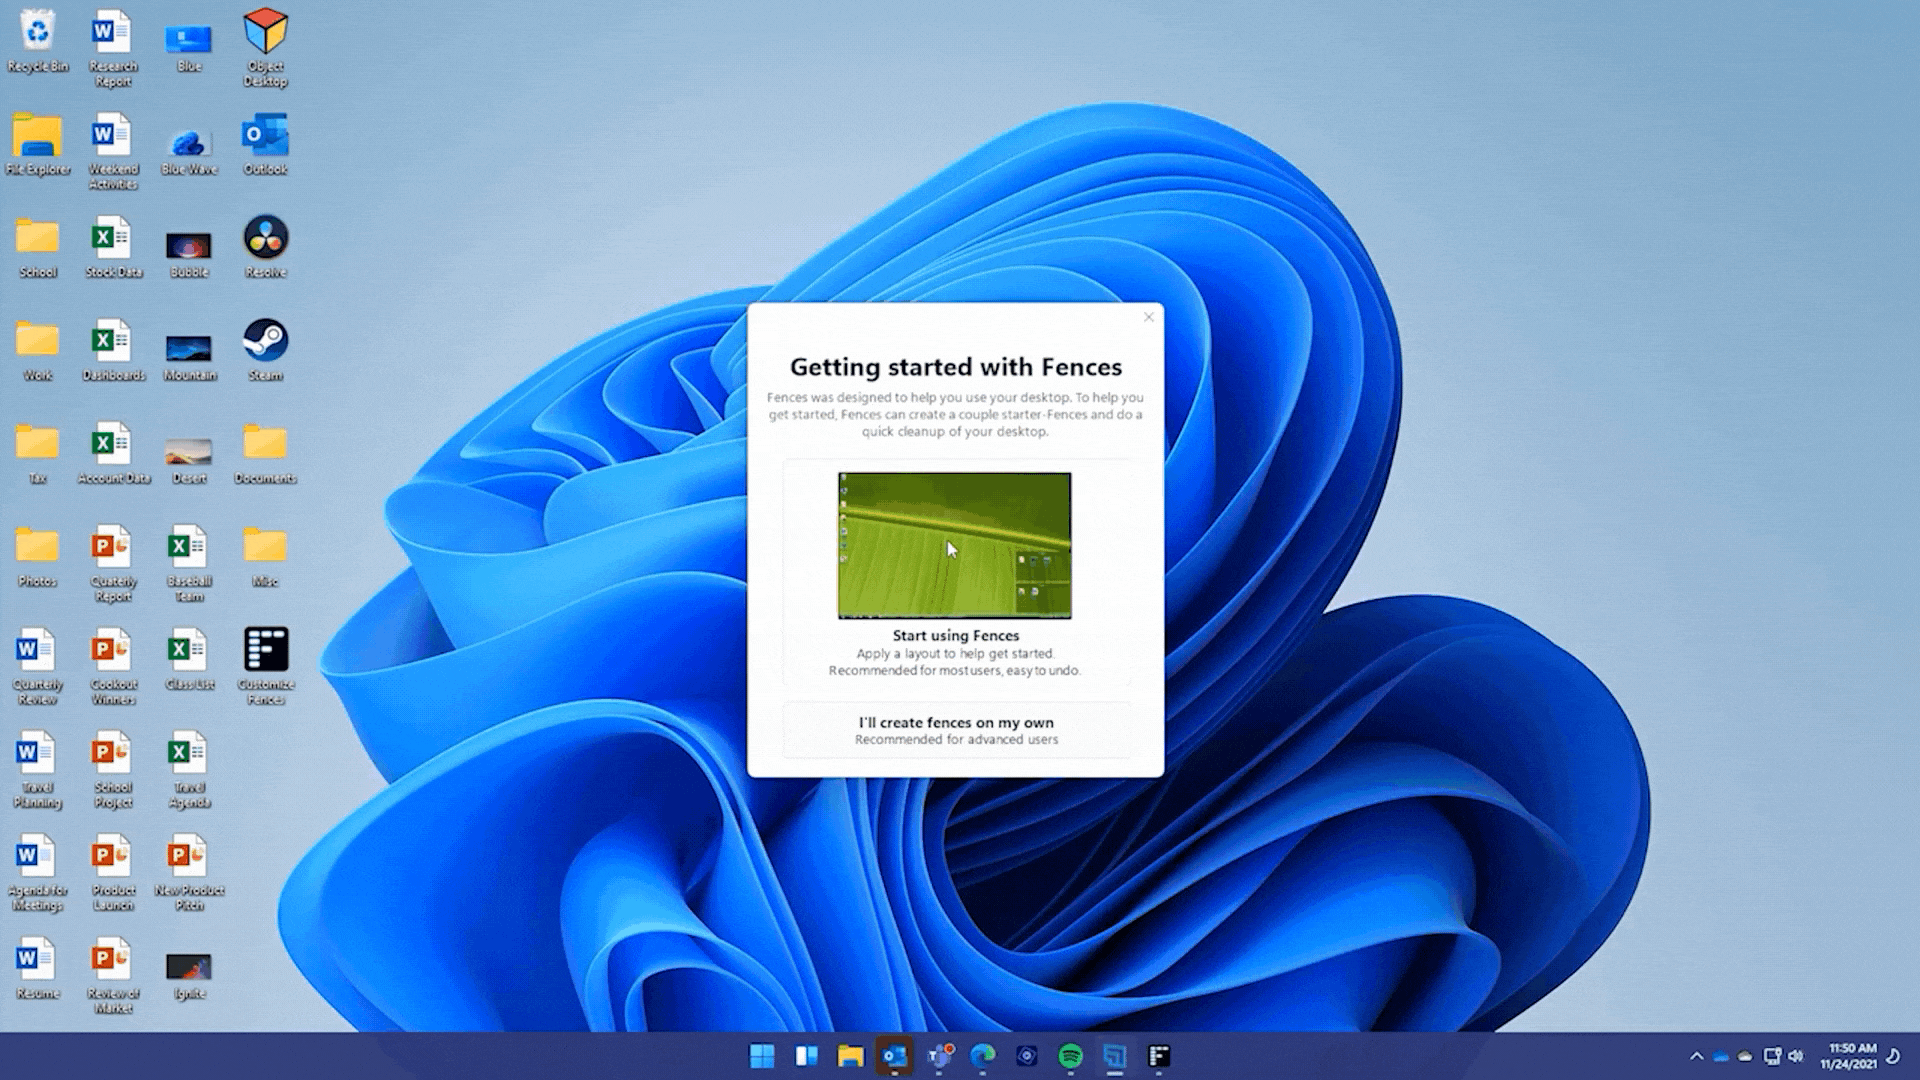 Recycle Bin
Research
Report
Blue
Object
Desktop
File Explorer
Weekend
Activities
Blue Wave
Outlook
School
Stock Data
Bubble
Resolve
Work
Dashboards
Mountain
Steam
Tax
Account Data
Desert
Documents
Photos
Quaterly
Report
Baseball
Team
Misc
Quarterly
Review
Cookout
Winners
Class List
Customize
Fences
Travel
Planning
School
Project
Travel
Agenda
Agenda for
Meetings
Product
Launch
New Product
Pitch
Resume
Review of
Market
Ignite
Getting started with Fences
Fences was designed to help you use your desktop. To help you
get started, Fences can create a couple starter-Fences and do a
quick cleanup of your desktop.
Start using Fences
Apply a layout to help get started.
Recommended for most users, easy to undo.
I'll create fences on my own
Recommended for advanced users
11:50 AM
11/24/2021